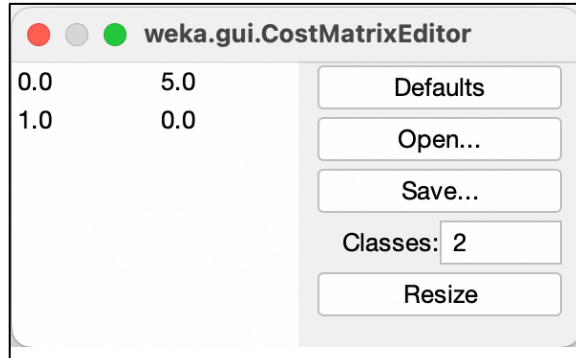 weka.gui.CostMatrixEditor
0.0 5.0
1.0 0.0
Defaults
Open...
Save...
Classes: 2
Resize